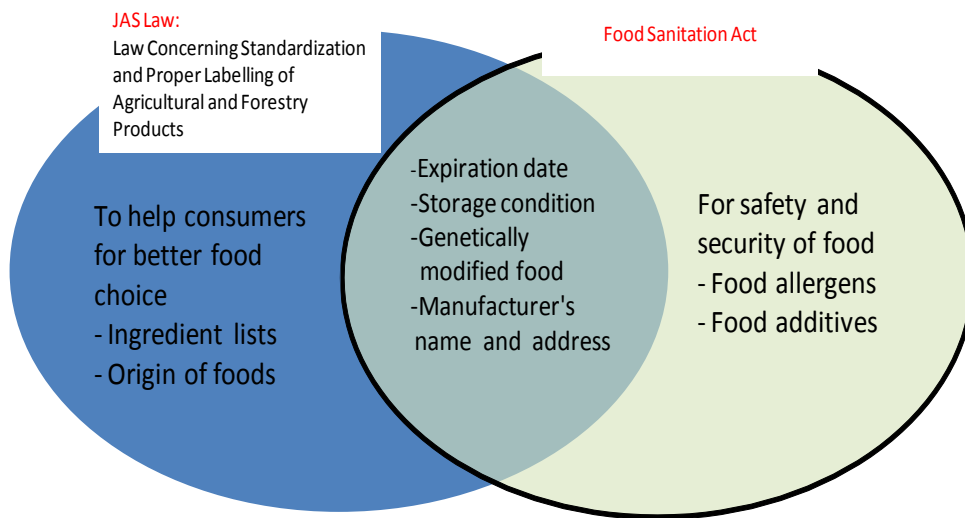 JAS Law:
Law Concerning Standardization
and Proper Labelling of
Agricultural and Forestry
Products
Food Sanitation Act
To help consumers
for better food
choice
- Ingredient lists
- Origin of foods
-Expiration date
-Storage condition
-Genetically
modified food
-Manufacturer's
name and address
For safety and
security of food
- Food allergens
- Food additives